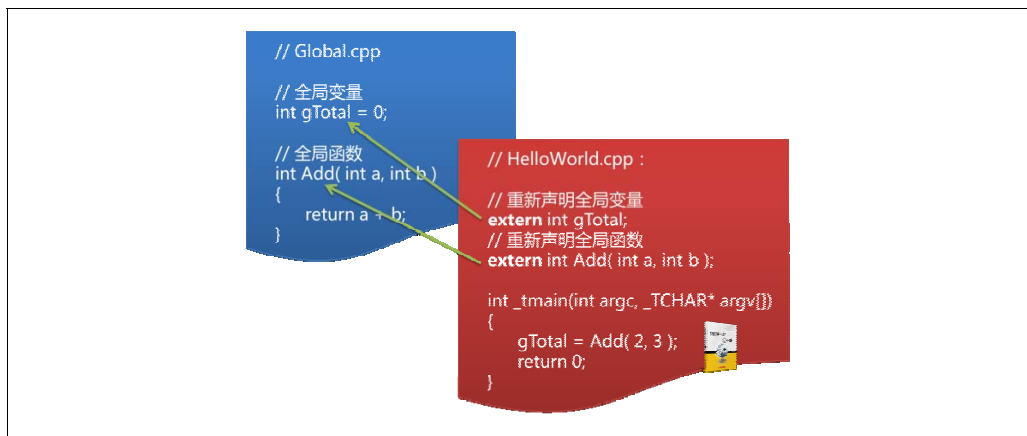 // Global.cpp
// 全局变量
int gTotal = 0;
// 全局函数
int Add( int a, int b )
{
return a + b;
}
// HelloWorld.cpp :
// 重新声明全局变量
extern int gTotal;
// 重新声明全局函数
extern int Add( int a, int b );
int _tmain(int argc, _TCHAR* argv[])
{
gTotal = Add( 2, 3 );
return 0;
}